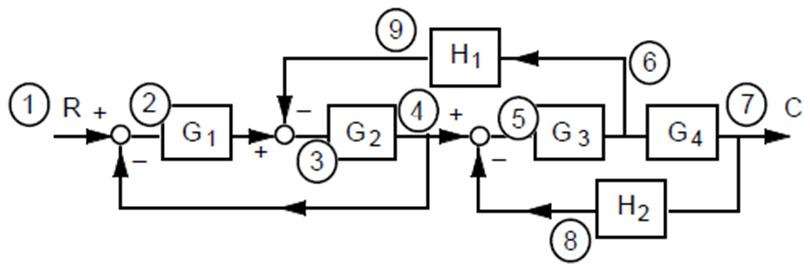 9
H1
6
1
R
+
2
G1
+
−
−
3
G2
4
+
−
5
G3
G4
7
C
H2
8